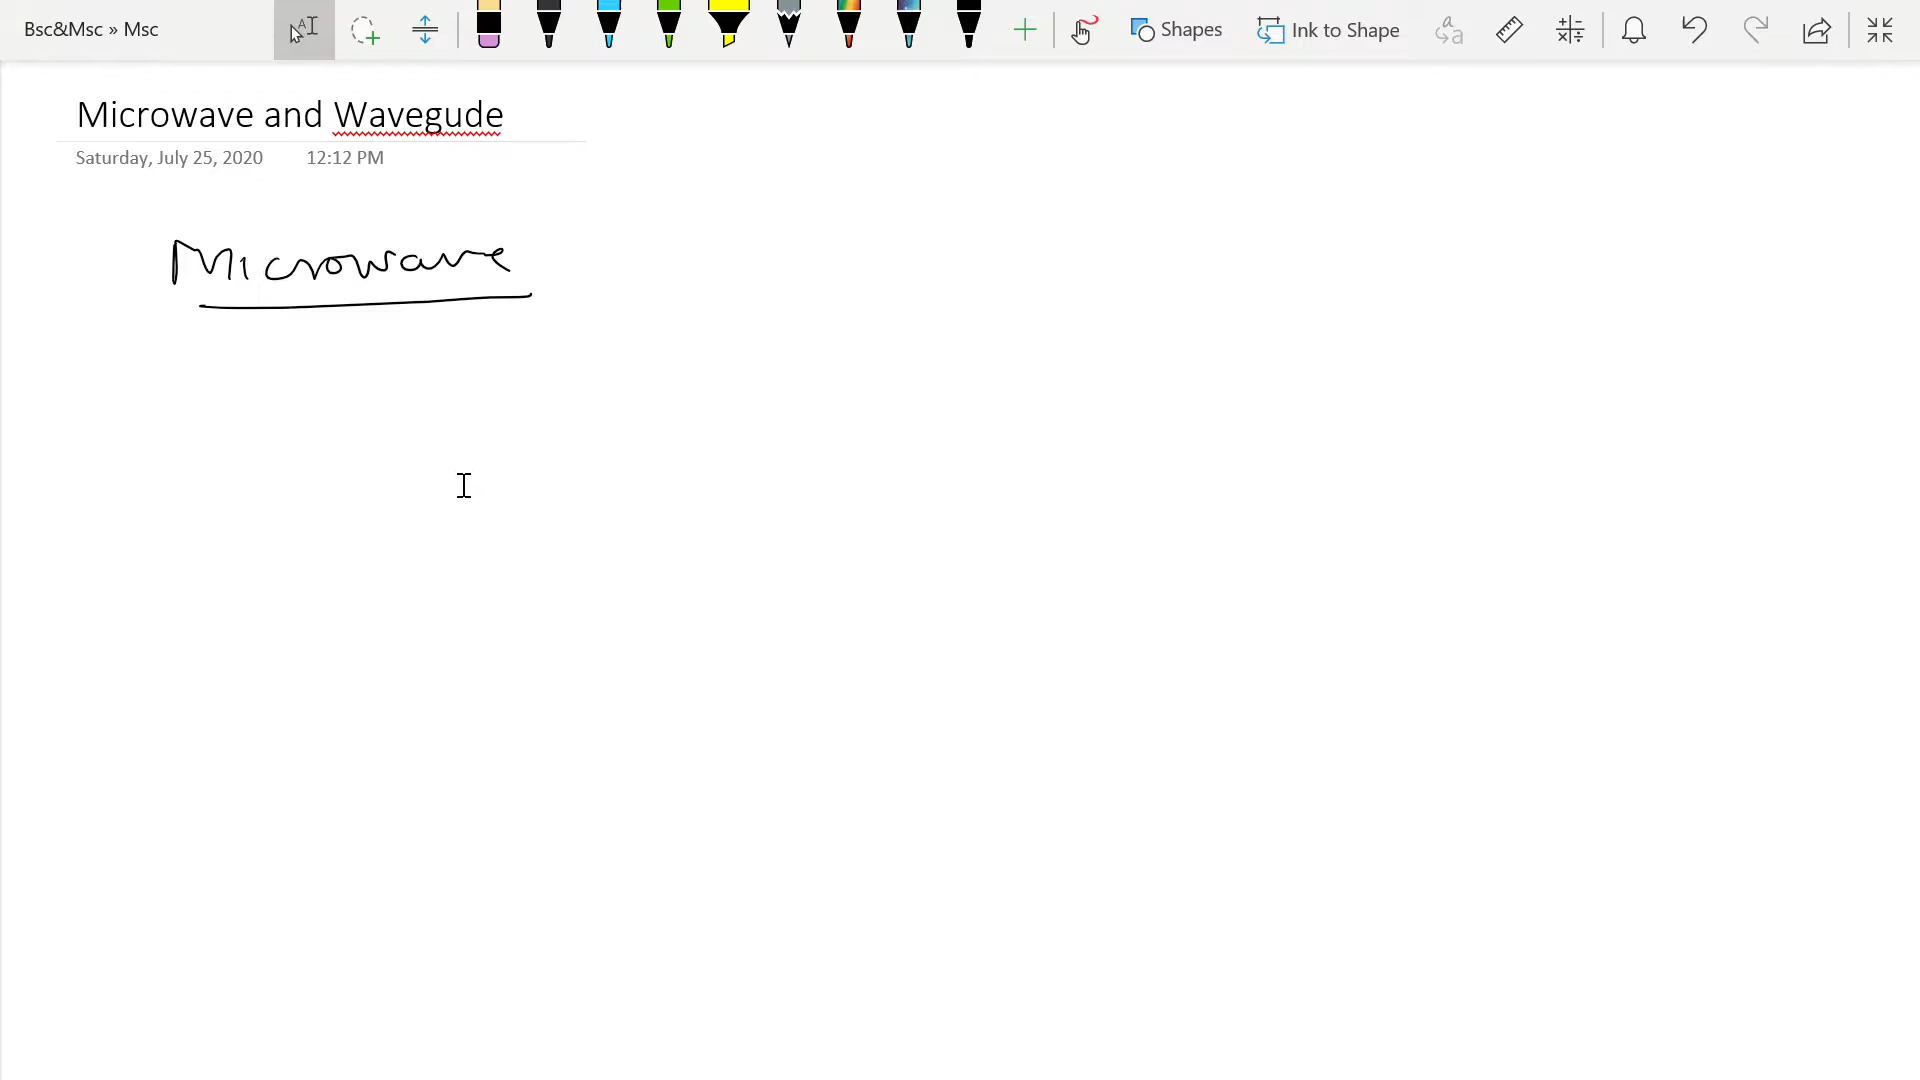 Bsc&Msc » Msc
Shapes
Ink to Shape
Microwave and Wavegude
Saturday, July 25, 2020 12:12 PM
Microwave